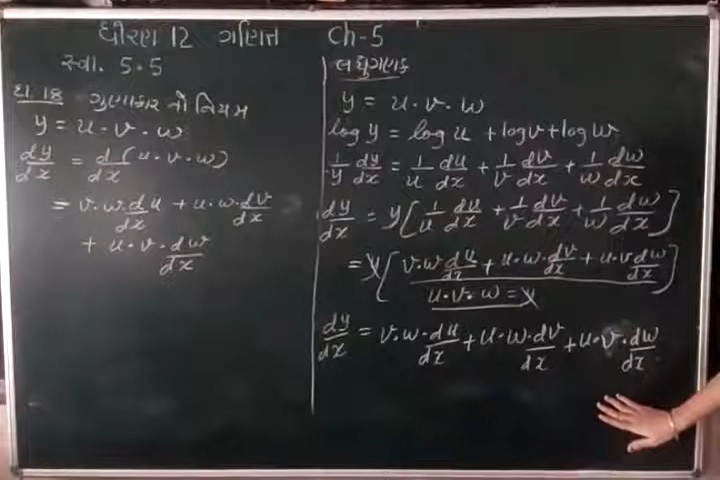 ધોરણ 12 ગણિત Ch-5
સ્વા. 5.5
દા. 18 ગુણાકાર નો નિયમ
y = u·v·w
dy/dx = d/dx (u·v·w)
= v·w·du/dx + u·w·dv/dx
+ u·v·dw/dx
લઘુગણક
y = u·v·w
log y = log u + log v + log w
1/y dy/dx = 1/u du/dx + 1/v dv/dx + 1/w dw/dx
dy/dx = y[1/u du/dx + 1/v dv/dx + 1/w dw/dx]
= y[(v·w du/dx + u·w·dv/dx + u·v dw/dx)/(u·v·w = y)]
dy/dx = v·w·du/dx + u·w·dv/dx + u·v·dw/dx